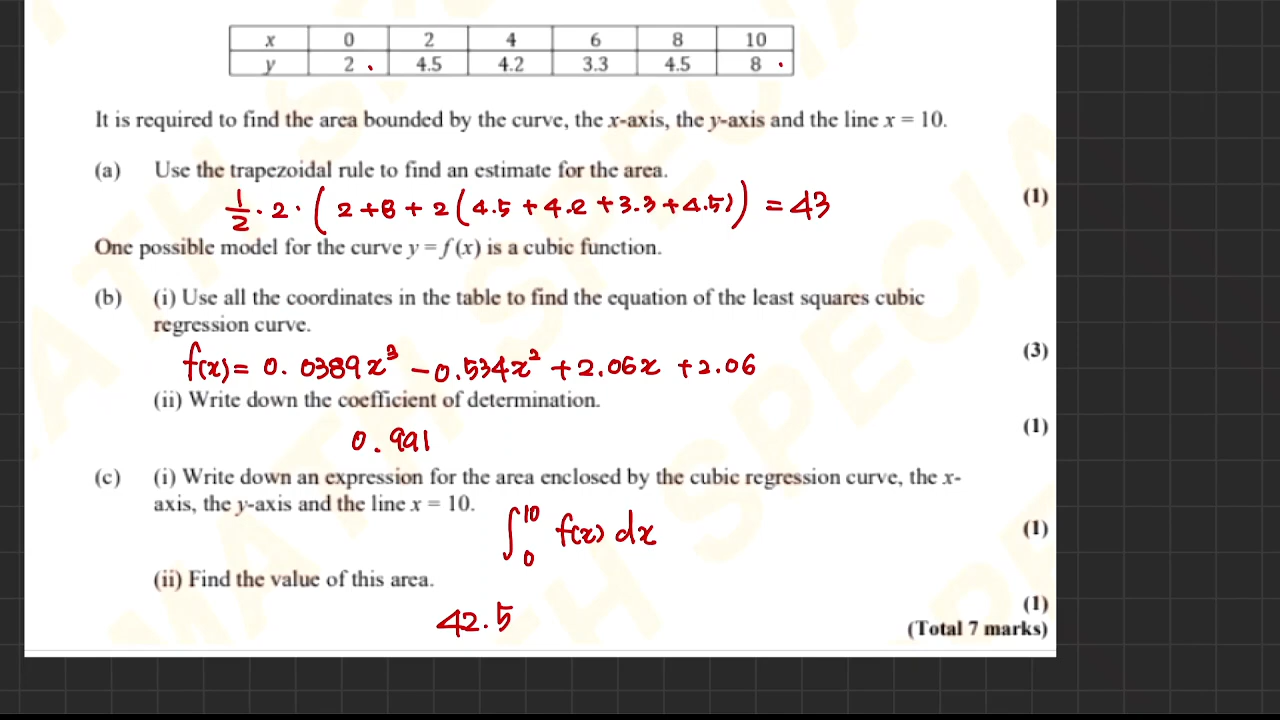 x 0 2 4 6 8 10
y 2 4.5 4.2 3.3 4.5 8
It is required to find the area bounded by the curve, the x-axis, the y-axis and the line x = 10.
(a) Use the trapezoidal rule to find an estimate for the area.
1/2 · 2 · (2+8+2(4.5+4.2+3.3+4.5)) = 43 (1)
One possible model for the curve y = f (x) is a cubic function.
(b) (i) Use all the coordinates in the table to find the equation of the least squares cubic
regression curve.
f(x) = 0.0389x³ - 0.534x² + 2.06x + 2.06 (3)
(ii) Write down the coefficient of determination.
0.991 (1)
(c) (i) Write down an expression for the area enclosed by the cubic regression curve, the x-
axis, the y-axis and the line x = 10.
∫₀¹⁰ f(x) dx (1)
(ii) Find the value of this area.
42.5 (1)
(Total 7 marks)